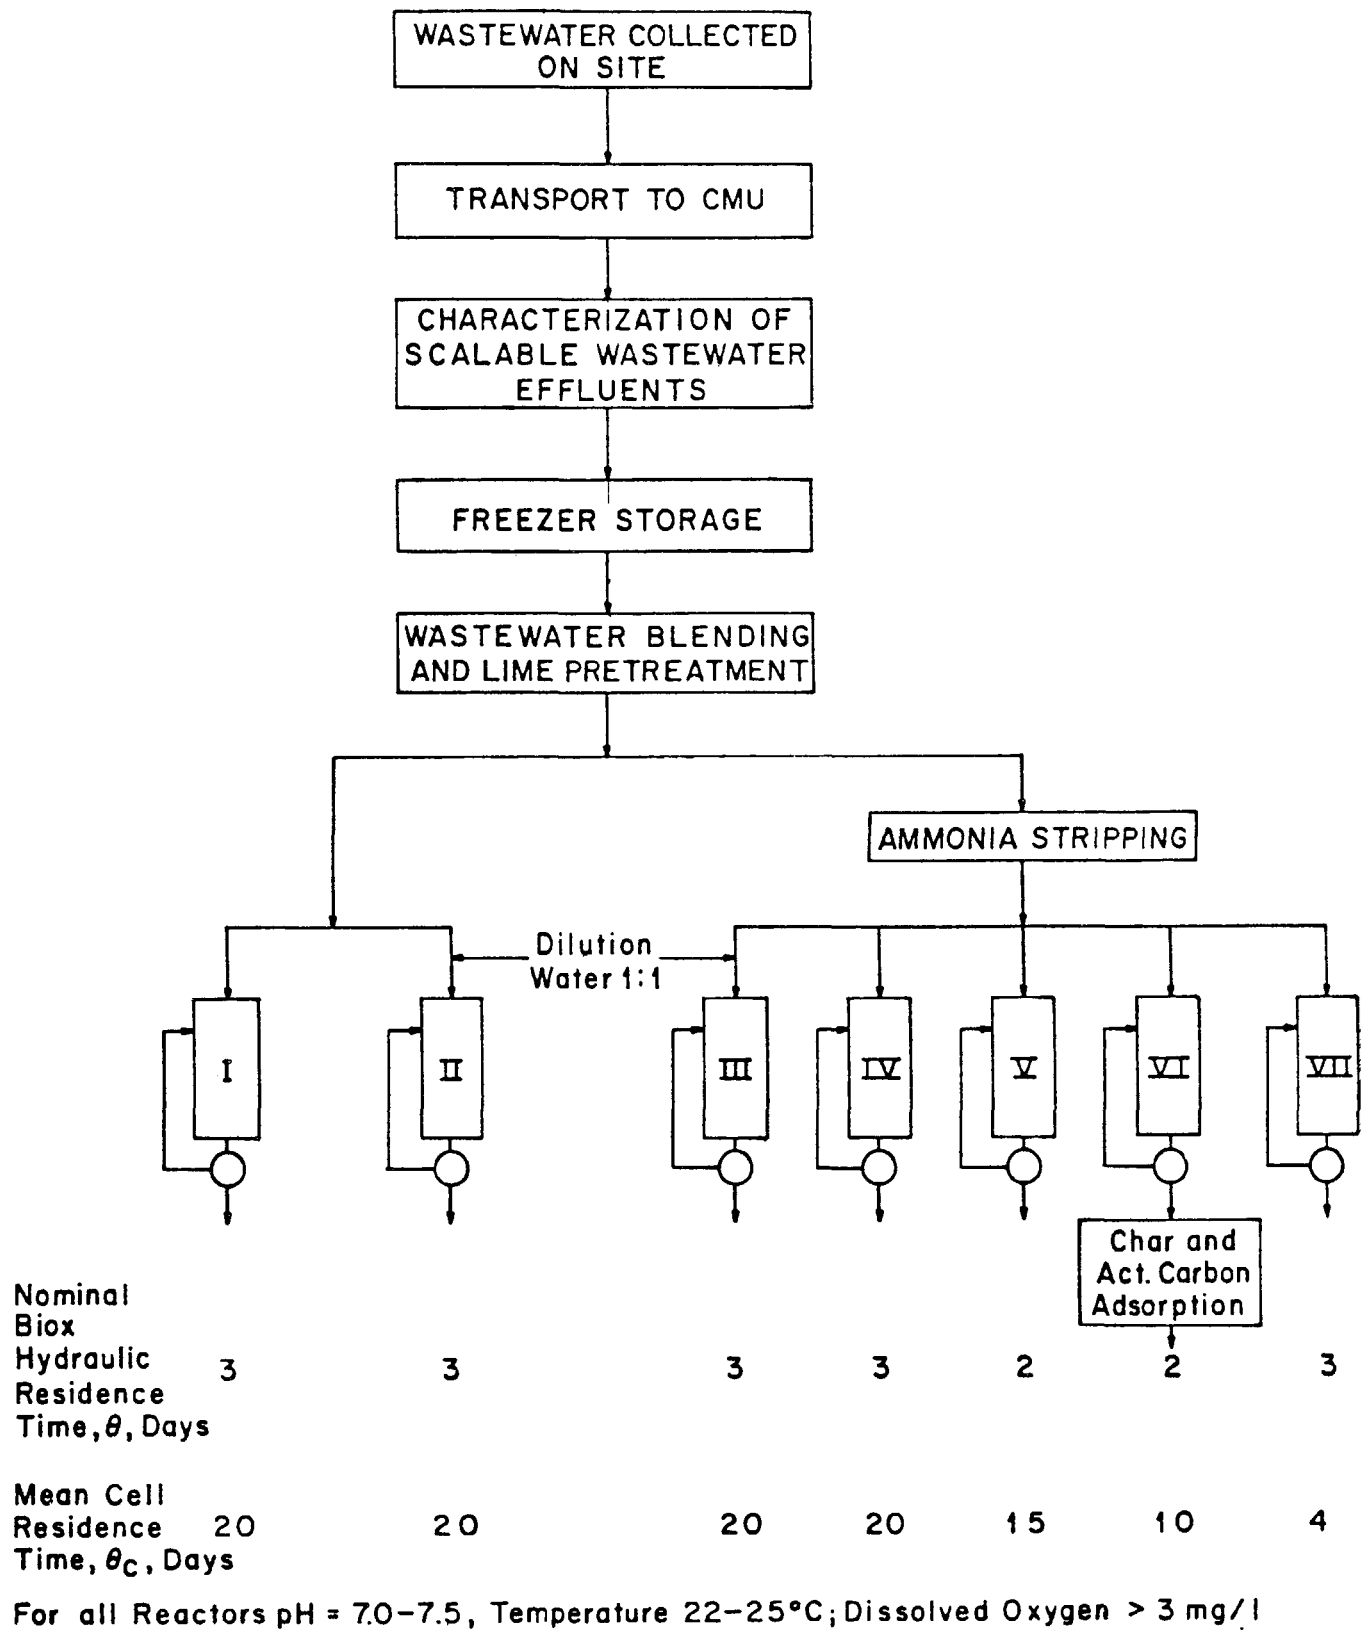 WASTEWATER COLLECTED
ON SITE
TRANSPORT TO CMU
CHARACTERIZATION OF
SCALABLE WASTEWATER
EFFLUENTS
FREEZER STORAGE
WASTEWATER BLENDING
AND LIME PRETREATMENT
AMMONIA STRIPPING
Dilution
Water 1:1
I II III IV V VI VII
Char and
Act. Carbon
Adsorption
Nominal
Biox
Hydraulic 3 3 3 3 2 2 3
Residence
Time, θ, Days
Mean Cell
Residence 20 20 20 20 15 10 4
Time, θC, Days
For all Reactors pH = 7.0-7.5, Temperature 22-25°C; Dissolved Oxygen > 3 mg/l